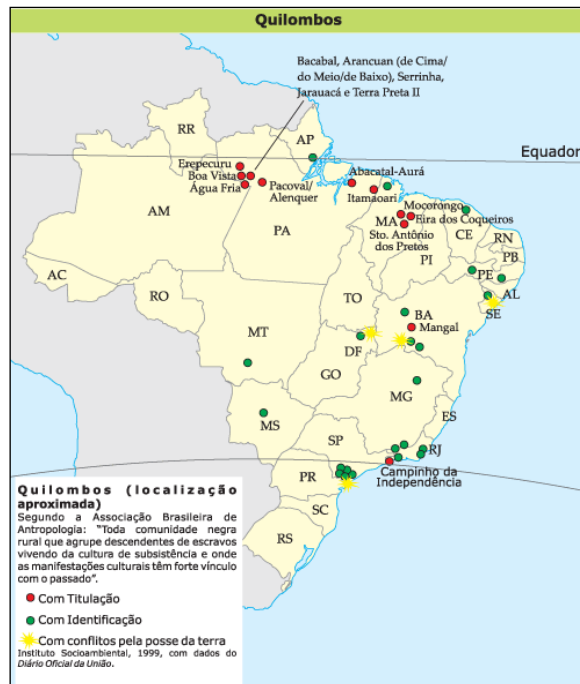 Quilombos
Bacabal, Arancuan (de Cima/
do Meio/de Baixo), Serrinha,
Jarauacá e Terra Preta II
RR
AP
Equador
Erepecuru
Boa Vista
Água Fria
Pacoval/
Alenquer
Abacatal-Aurá
Itamaoari
Moçorongo
Eira dos Coqueiros
MA
Sto. Antônio
dos Pretos
CE
RN
PB
PE
AL
SE
PI
AM
PA
AC
RO
TO
BA
Mangal
MT
DF
GO
MG
ES
MS
SP
RJ
Campinho da
Independência
PR
SC
RS
Quilombos (localização
aproximada)
Segundo a Associação Brasileira de
Antropologia: "Toda comunidade negra
rural que agrupe descendentes de escravos
vivendo da cultura de subsistência e onde
as manifestações culturais têm forte vínculo
com o passado".
Com Titulação
Com Identificação
Com conflitos pela posse da terra
Instituto Socioambiental, 1999, com dados do
Diário Oficial da União.